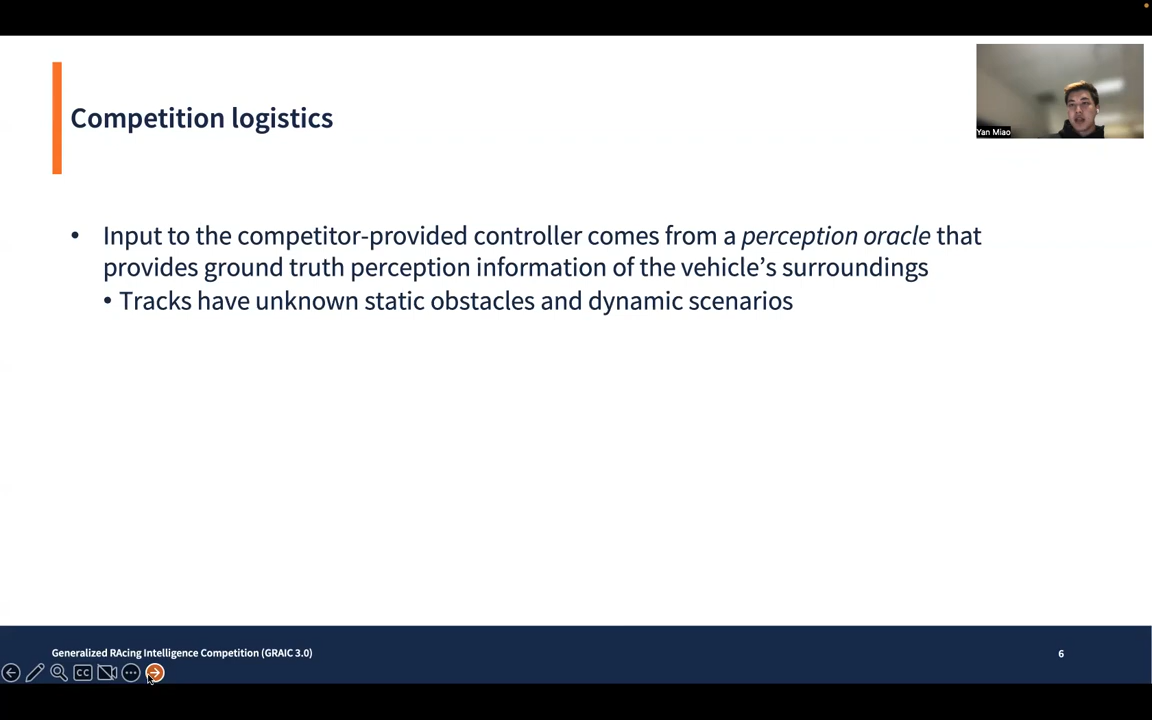 Competition logistics
Yan Miao
• Input to the competitor-provided controller comes from a perception oracle that
provides ground truth perception information of the vehicle’s surroundings
• Tracks have unknown static obstacles and dynamic scenarios
Generalized RAcing Intelligence Competition (GRAIC 3.0)
6
CC